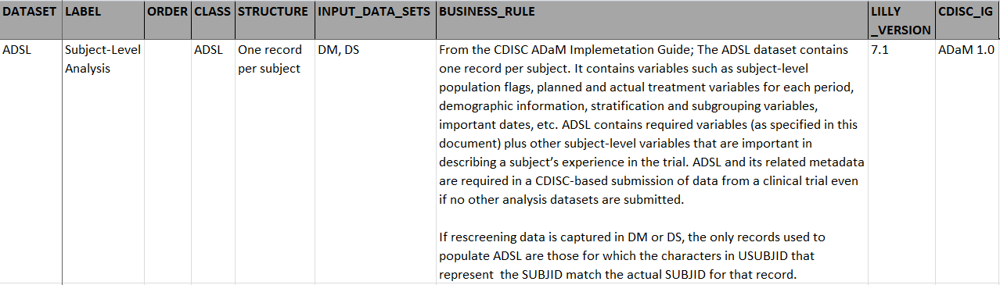 DATASET LABEL ORDER CLASS STRUCTURE INPUT_DATA_SETS BUSINESS_RULE LILLY _VERSION CDISC_IG
ADSL Subject-Level Analysis ADSL One record per subject DM, DS
From the CDISC ADaM Implemetation Guide; The ADSL dataset contains
one record per subject. It contains variables such as subject-level
population flags, planned and actual treatment variables for each period,
demographic information, stratification and subgrouping variables,
important dates, etc. ADSL contains required variables (as specified in this
document) plus other subject-level variables that are important in
describing a subject’s experience in the trial. ADSL and its related metadata
are required in a CDISC-based submission of data from a clinical trial even
if no other analysis datasets are submitted.
If rescreening data is captured in DM or DS, the only records used to
populate ADSL are those for which the characters in USUBJID that
represent  the SUBJID match the actual SUBJID for that record.
7.1 ADaM 1.0